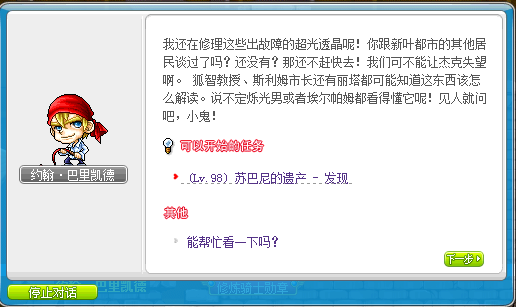 我还在修理这些出故障的超光透晶呢！你跟新叶都市的其他居
民谈过了吗？还没有？那还不赶快去！我们可不能让杰克失望
啊。 狐智教授、斯利姆市长还有丽塔都可能知道这东西该怎
么解读。说不定烁光男或者埃尔帕姆都看得懂它呢！见人就问
吧，小鬼！
可以开始的任务
(Lv.98) 苏巴尼的遗产 - 发现
其他
能帮忙看一下吗？
约翰·巴里凯德
下一步
停止对话
巴里凯德